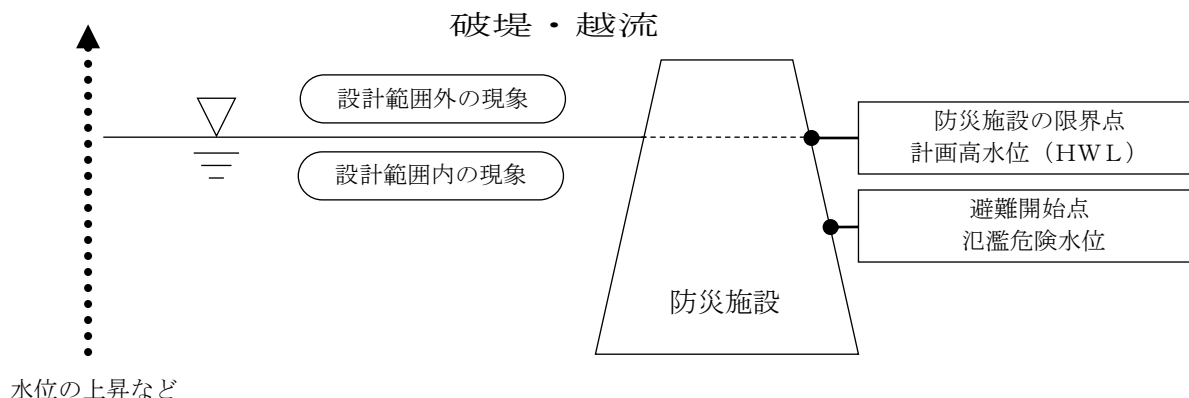 破堤・越流
設計範囲外の現象
設計範囲内の現象
防災施設の限界点
計画高水位（ＨＷＬ）
避難開始点
氾濫危険水位
防災施設
水位の上昇など